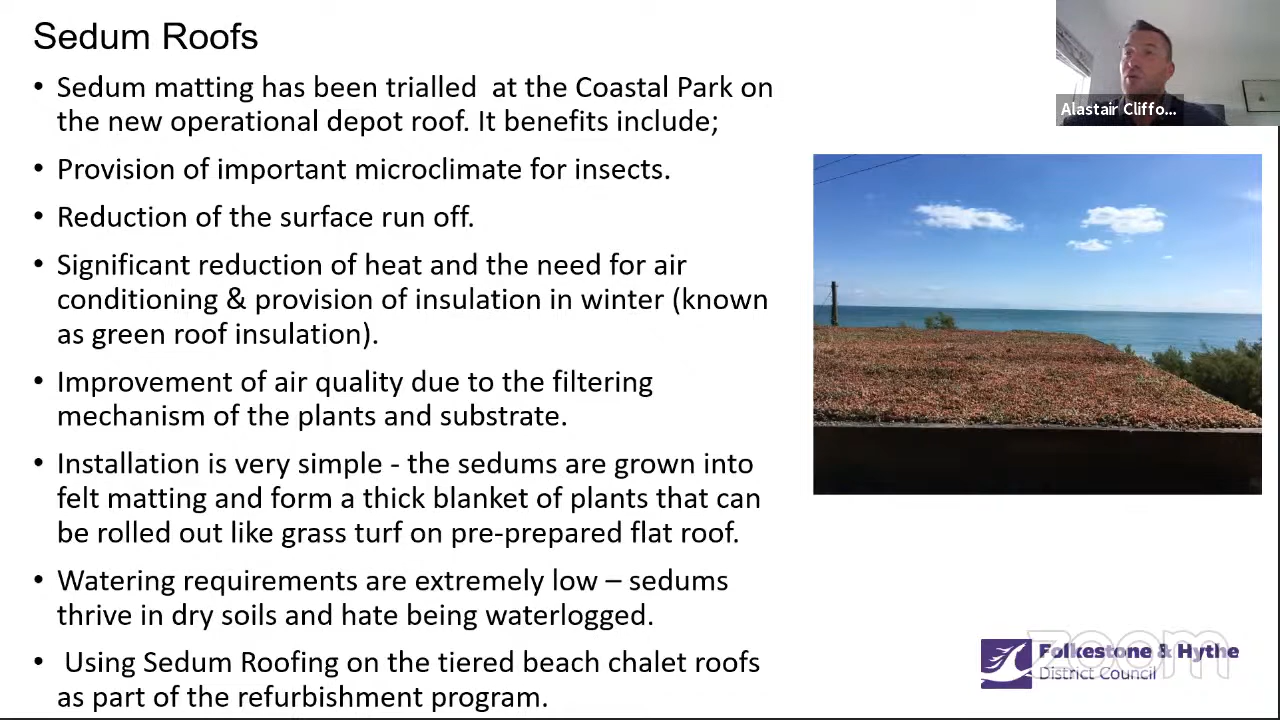 Sedum Roofs
• Sedum matting has been trialled at the Coastal Park on
the new operational depot roof. It benefits include;
• Provision of important microclimate for insects.
• Reduction of the surface run off.
• Significant reduction of heat and the need for air
conditioning & provision of insulation in winter (known
as green roof insulation).
• Improvement of air quality due to the filtering
mechanism of the plants and substrate.
• Installation is very simple - the sedums are grown into
felt matting and form a thick blanket of plants that can
be rolled out like grass turf on pre-prepared flat roof.
• Watering requirements are extremely low – sedums
thrive in dry soils and hate being waterlogged.
• Using Sedum Roofing on the tiered beach chalet roofs
as part of the refurbishment program.
Alastair Cliffo...
zoom
Folkestone & Hythe
District Council